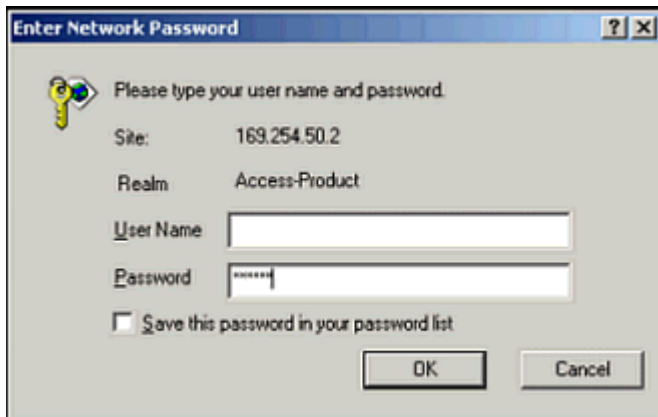 Enter Network Password
Please type your user name and password.
Site: 169.254.50.2
Realm Access-Product
User Name
Password ******
Save this password in your password list
OK Cancel